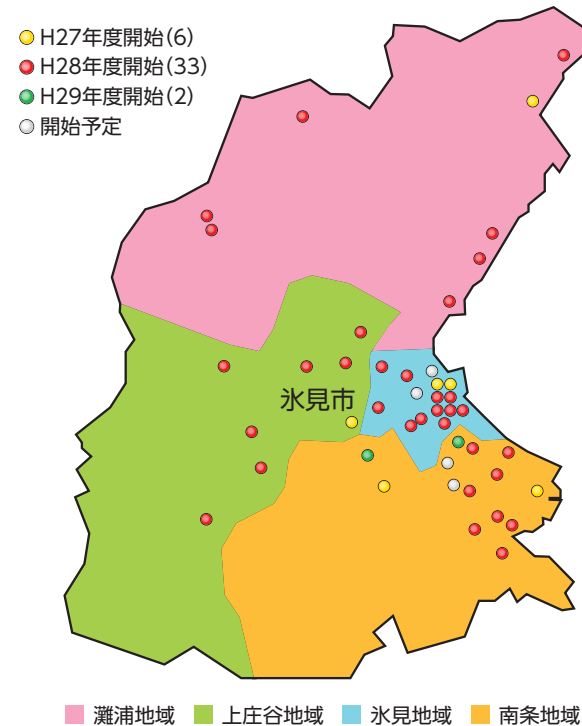 H27年度開始(6)
H28年度開始(33)
H29年度開始(2)
開始予定
氷見市
灘浦地域 上庄谷地域 氷見地域 南条地域